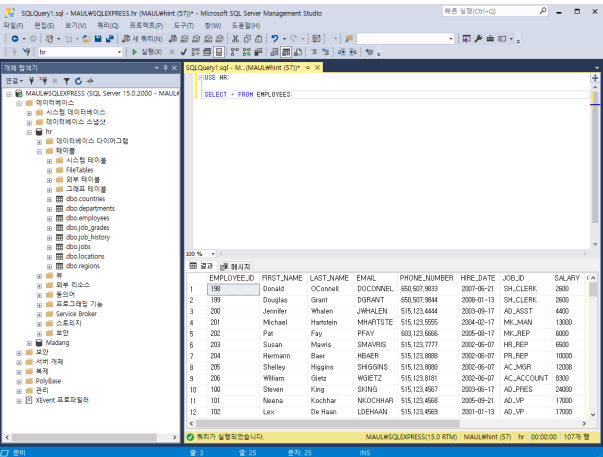 SQLQuery1.sql - MAUL₩SQLEXPRESS.hr (MAUL₩hint (57))* - Microsoft SQL Server Management Studio
빠른 실행(Ctrl+Q)
파일(F) 편집(E) 보기(V) 쿼리(Q) 프로젝트(P) 도구(T) 창(W) 도움말(H)
새 쿼리(N)
hr
실행(X)
개체 탐색기
연결
MAUL₩SQLEXPRESS (SQL Server 15.0.2000 - MAUL₩
데이터베이스
시스템 데이터베이스
데이터베이스 스냅샷
hr
데이터베이스 다이어그램
테이블
시스템 테이블
FileTables
외부 테이블
그래프 테이블
dbo.countries
dbo.departments
dbo.employees
dbo.job_grades
dbo.job_history
dbo.jobs
dbo.locations
dbo.regions
뷰
외부 리소스
동의어
프로그래밍 기능
Service Broker
스토리지
보안
Madang
보안
서버 개체
복제
PolyBase
관리
XEvent 프로파일러
SQLQuery1.sql - M...(MAUL₩hint (57))*
USE HR;
SELECT * FROM EMPLOYEES;
100 %
결과 메시지
EMPLOYEE_ID FIRST_NAME LAST_NAME EMAIL PHONE_NUMBER HIRE_DATE JOB_ID SALARY
1 198 Donald OConnell DOCONNEL 650,507,9833 2007-06-21 SH_CLERK 2600
2 199 Douglas Grant DGRANT 650,507,9844 2008-01-13 SH_CLERK 2600
3 200 Jennifer Whalen JWHALEN 515,123,4444 2003-09-17 AD_ASST 4400
4 201 Michael Hartstein MHARTSTE 515,123,5555 2004-02-17 MK_MAN 13000
5 202 Pat Fay PFAY 603,123,6666 2005-08-17 MK_REP 6000
6 203 Susan Mavris SMAVRIS 515,123,7777 2002-06-07 HR_REP 6500
7 204 Hermann Baer HBAER 515,123,8888 2002-06-07 PR_REP 10000
8 205 Shelley Higgins SHIGGINS 515,123,8080 2002-06-07 AC_MGR 12008
9 206 William Gietz WGIETZ 515,123,8181 2002-06-07 AC_ACCOUNT 8300
10 100 Steven King SKING 515,123,4567 2003-06-17 AD_PRES 24000
11 101 Neena Kochhar NKOCHHAR 515,123,4568 2005-09-21 AD_VP 17000
12 102 Lex De Haan LDEHAAN 515,123,4569 2001-01-13 AD_VP 17000
쿼리가 실행되었습니다. MAUL₩SQLEXPRESS(15.0 RTM) MAUL₩hint (57) hr 00:00:00 107개 행
준비 줄: 3 열: 25 문자: 25 INS